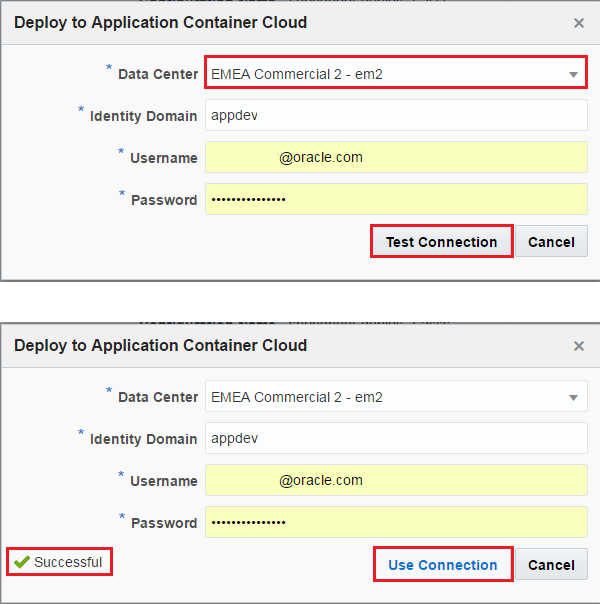 Deploy to Application Container Cloud ×
* Data Center EMEA Commercial 2 - em2
* Identity Domain appdev
* Username @oracle.com
* Password •••••••••••••••
Test Connection Cancel
Deploy to Application Container Cloud ×
* Data Center EMEA Commercial 2 - em2
* Identity Domain appdev
* Username @oracle.com
* Password •••••••••••••••
Successful Use Connection Cancel